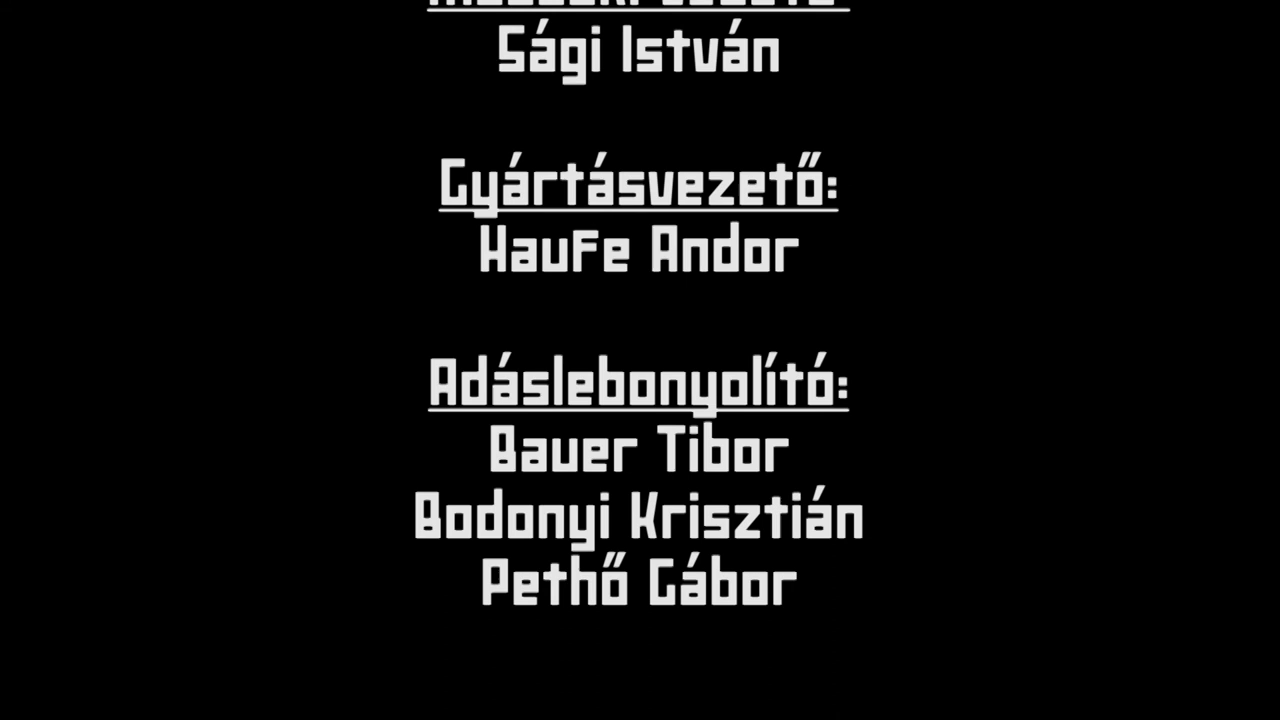 Sági István
Gyártásvezető:
Haufe Andor
Adáslebonyolító:
Bauer Tibor
Bodonyi Krisztián
Pethő Gábor